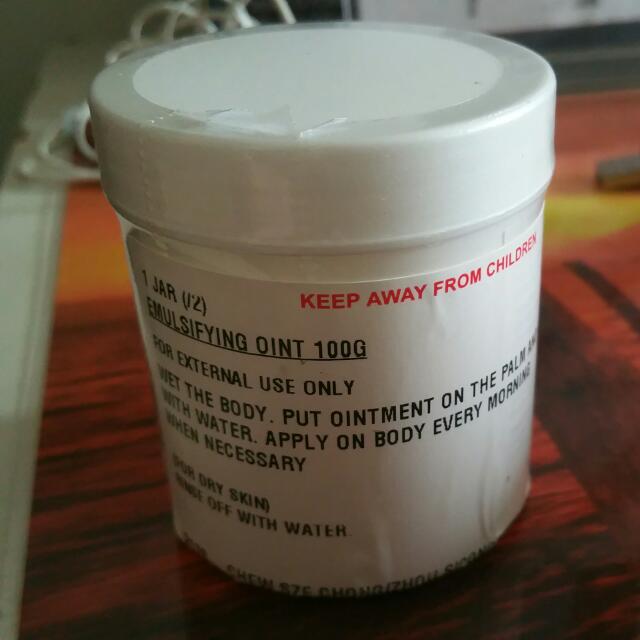 KEEP AWAY FROM CHILDREN
1 JAR (/2)
EMULSIFYING OINT 100G
FOR EXTERNAL USE ONLY
WET THE BODY. PUT OINTMENT ON THE PALM
WITH WATER. APPLY ON BODY EVERY MORNING
WHEN NECESSARY
(FOR DRY SKIN)
RINSE OFF WITH WATER.
CHEW SZE